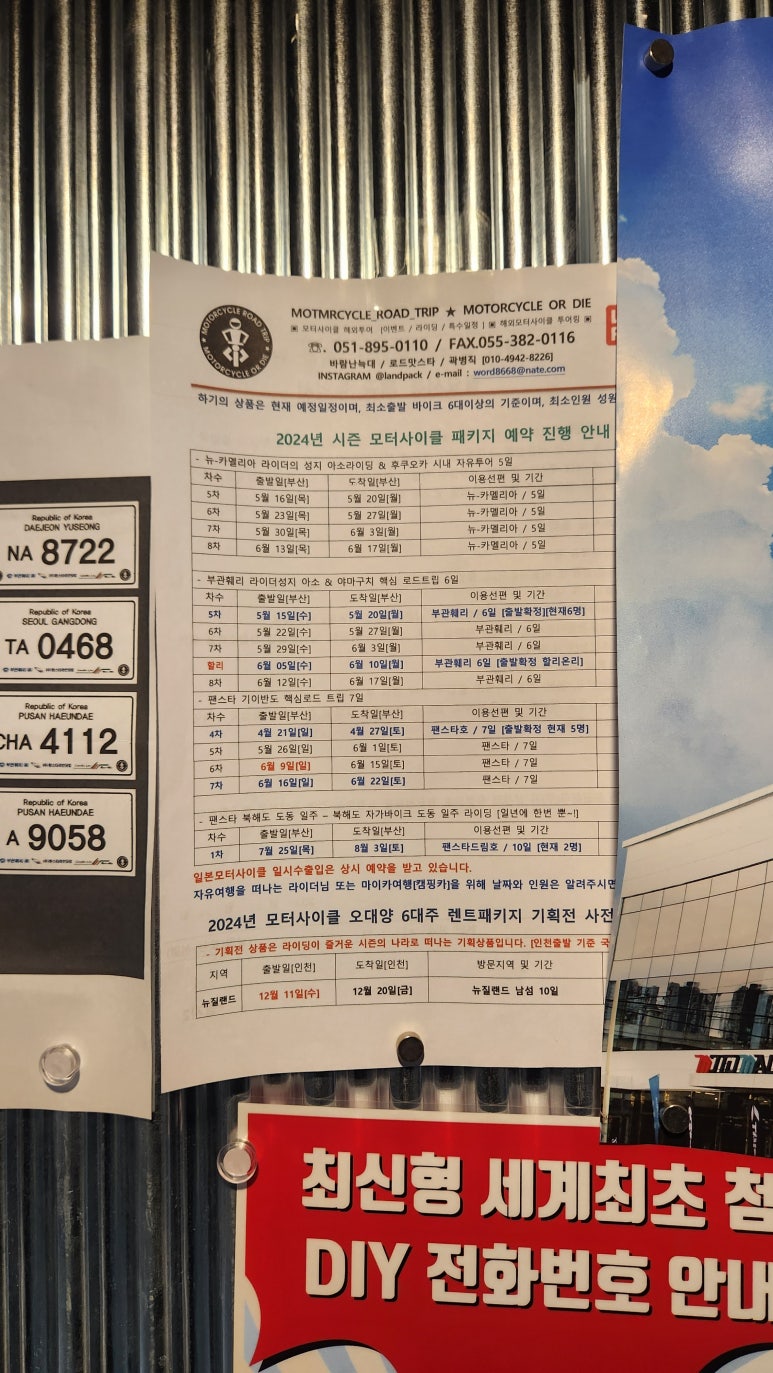 Republic of Korea
DAEJEON YUSEONG
NA 8722
Republic of Korea
SEOUL GANGDONG
TA 0468
Republic of Korea
PUSAN HAEUNDAE
CHA 4112
Republic of Korea
PUSAN HAEUNDAE
A 9058
MOTORCYCLE ROAD TRIP
MOTORCYCLE OR DIE
MOTMRCYCLE_ROAD_TRIP ★ MOTORCYCLE OR DIE
▣ 모터사이클 해외투어 [이벤트 / 라이딩 / 특수일정 ] ▣ 해외모터사이클 투어링 ▣
☏. 051-895-0110 / FAX.055-382-0116
바람난늑대 / 로드맛스타 / 곽병직 [010-4942-8226]
INSTAGRAM @landpack / e-mail : word8668@nate.com
하기의 상품은 현재 예정일정이며, 최소출발 바이크 6대이상의 기준이며, 최소인원 성원
2024년 시즌 모터사이클 패키지 예약 진행 안내
- 뉴-카멜리아 라이더의 성지 아소라이딩 & 후쿠오카 시내 자유투어 5일
차수 출발일[부산] 도착일[부산] 이용선편 및 기간
5차 5월 16일[목] 5월 20일[월] 뉴-카멜리아 / 5일
6차 5월 23일[목] 5월 27일[월] 뉴-카멜리아 / 5일
7차 5월 30일[목] 6월 3일[월] 뉴-카멜리아 / 5일
8차 6월 13일[목] 6월 17일[월] 뉴-카멜리아 / 5일
- 부관훼리 라이더성지 아소 & 야마구치 핵심 로드트립 6일
차수 출발일[부산] 도착일[부산] 이용선편 및 기간
5차 5월 15일[수] 5월 20일[월] 부관훼리 / 6일 [출발확정][현재6명]
6차 5월 22일[수] 5월 27일[월] 부관훼리 / 6일
7차 5월 29일[수] 6월 3일[월] 부관훼리 / 6일
할리 6월 05일[수] 6월 10일[월] 부관훼리 6일 [출발확정 할리온리]
8차 6월 12일[수] 6월 17일[월] 부관훼리 / 6일
- 팬스타 기이반도 핵심로드 트립 7일
차수 출발일[부산] 도착일[부산] 이용선편 및 기간
4차 4월 21일[일] 4월 27일[토] 팬스타호 / 7일 [출발확정 현재 5명]
5차 5월 26일[일] 6월 1일[토] 팬스타 / 7일
6차 6월 9일[일] 6월 15일[토] 팬스타 / 7일
7차 6월 16일[일] 6월 22일[토] 팬스타 / 7일
- 팬스타 북해도 도동 일주 – 북해도 자가바이크 도동 일주 라이딩 [일년에 한번 뿐~!]
차수 출발일[부산] 도착일[부산] 이용선편 및 기간
1차 7월 25일[목] 8월 3일[토] 팬스타드림호 / 10일 [현재 2명]
일본모터사이클 일시수출입은 상시 예약을 받고 있습니다.
자유여행을 떠나는 라이더님 또는 마이카여행[캠핑카]을 위해 날짜와 인원은 알려주시면
2024년 모터사이클 오대양 6대주 렌트패키지 기획전 사전
- 기획전 상품은 라이딩이 즐거운 시즌의 나라로 떠나는 기획상품입니다. [인천출발 기준 국
지역 출발일[인천] 도착일[인천] 방문지역 및 기간
뉴질랜드 12월 11일[수] 12월 20일[금] 뉴질랜드 남섬 10일
최신형 세계최초 첨
DIY 전화번호 안내